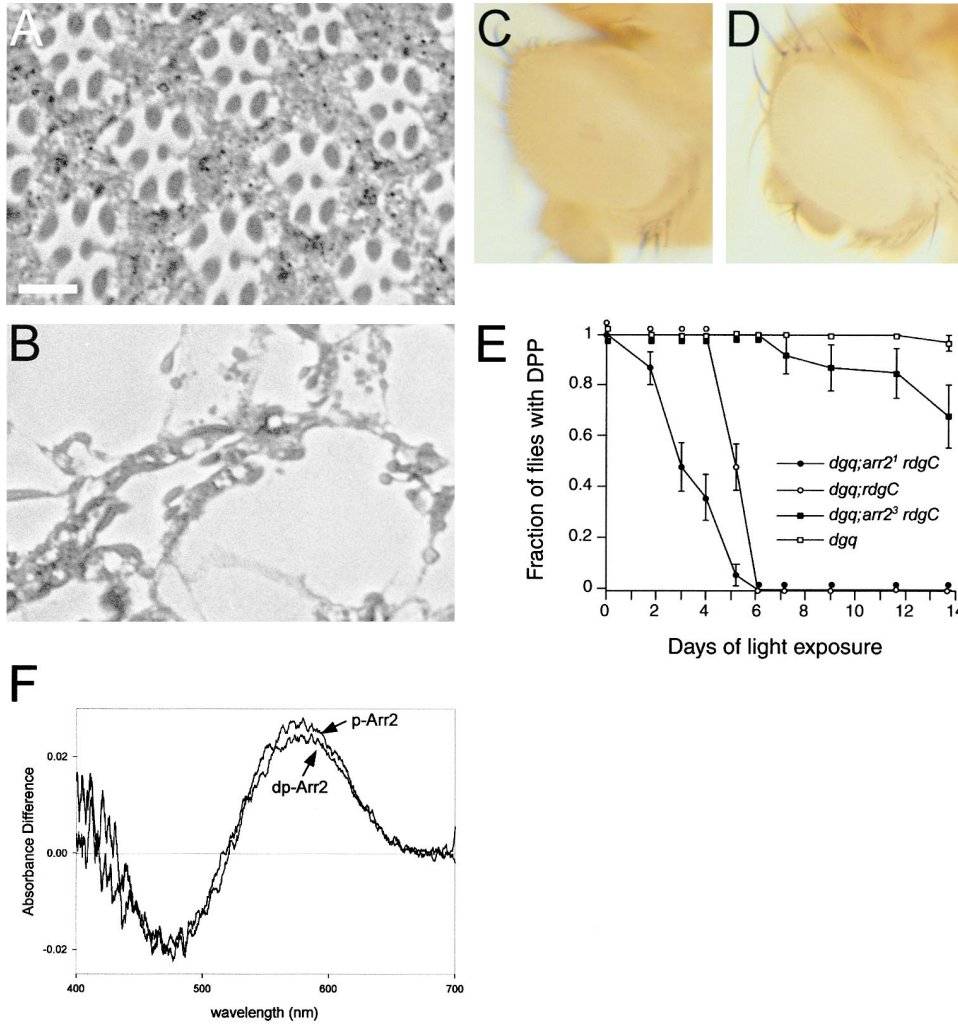 A
B
C
D
E
Fraction of flies with DPP
1
0.8
0.6
0.4
0.2
0
0 2 4 6 8 10 12 14
Days of light exposure
dgq;arr2¹ rdgC
dgq;rdgC
dgq;arr2³ rdgC
dgq
F
Absorbance Difference
0.02
0.00
-0.02
400 500 600 700
wavelength (nm)
p-Arr2
dp-Arr2